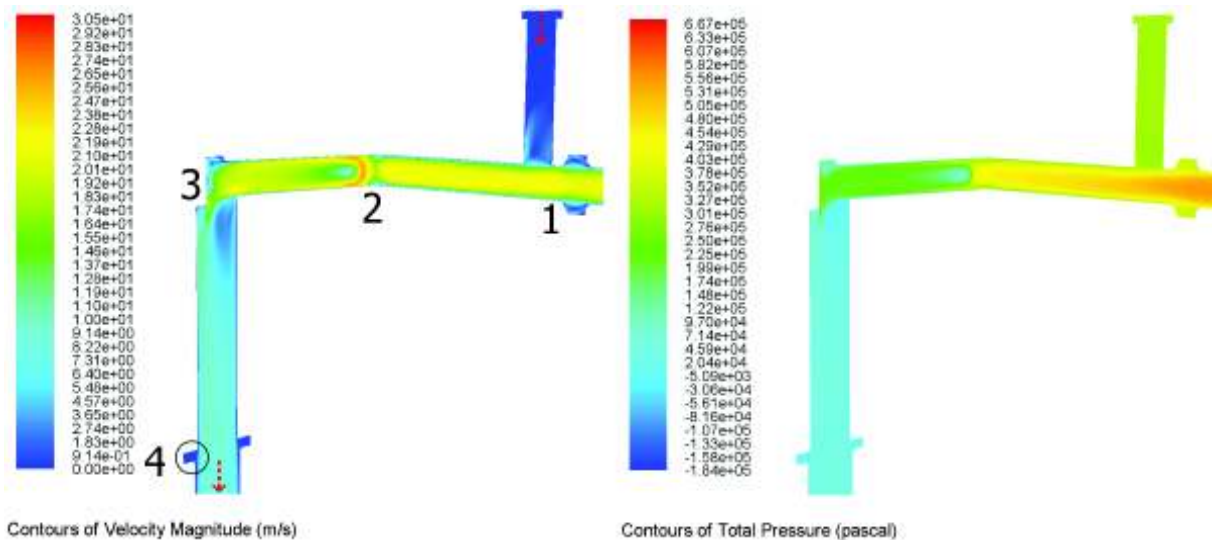 3.05e+01
2.92e+01
2.83e+01
2.74e+01
2.65e+01
2.56e+01
2.47e+01
2.38e+01
2.28e+01
2.19e+01
2.10e+01
2.01e+01
1.92e+01
1.83e+01
1.74e+01
1.64e+01
1.55e+01
1.46e+01
1.37e+01
1.28e+01
1.19e+01
1.10e+01
1.00e+01
9.14e+00
8.22e+00
7.31e+00
6.40e+00
5.48e+00
4.57e+00
3.65e+00
2.74e+00
1.83e+00
9.14e-01
0.00e+00
3
2
1
4
Contours of Velocity Magnitude (m/s)
6.67e+05
6.33e+05
6.07e+05
5.82e+05
5.56e+05
5.31e+05
5.05e+05
4.80e+05
4.54e+05
4.29e+05
4.03e+05
3.78e+05
3.52e+05
3.27e+05
3.01e+05
2.76e+05
2.50e+05
2.25e+05
1.99e+05
1.74e+05
1.48e+05
1.22e+05
9.70e+04
7.14e+04
4.59e+04
2.04e+04
-5.09e+03
-3.06e+04
-5.61e+04
-8.16e+04
-1.07e+05
-1.33e+05
-1.58e+05
-1.84e+05
Contours of Total Pressure (pascal)